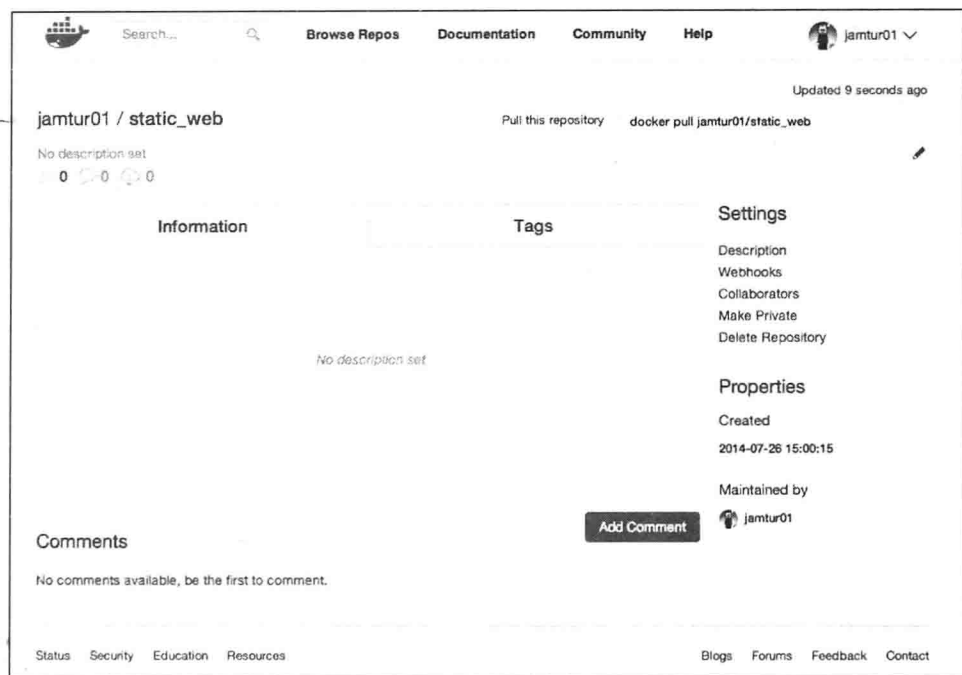 Search... Browse Repos Documentation Community Help jamtur01
Updated 9 seconds ago
jamtur01 / static_web Pull this repository docker pull jamtur01/static_web
No description set
0 0 0
Information Tags
No description set
Settings
Description
Webhooks
Collaborators
Make Private
Delete Repository
Properties
Created
2014-07-26 15:00:15
Maintained by
jamtur01
Add Comment
Comments
No comments available, be the first to comment.
Status Security Education Resources Blogs Forums Feedback Contact